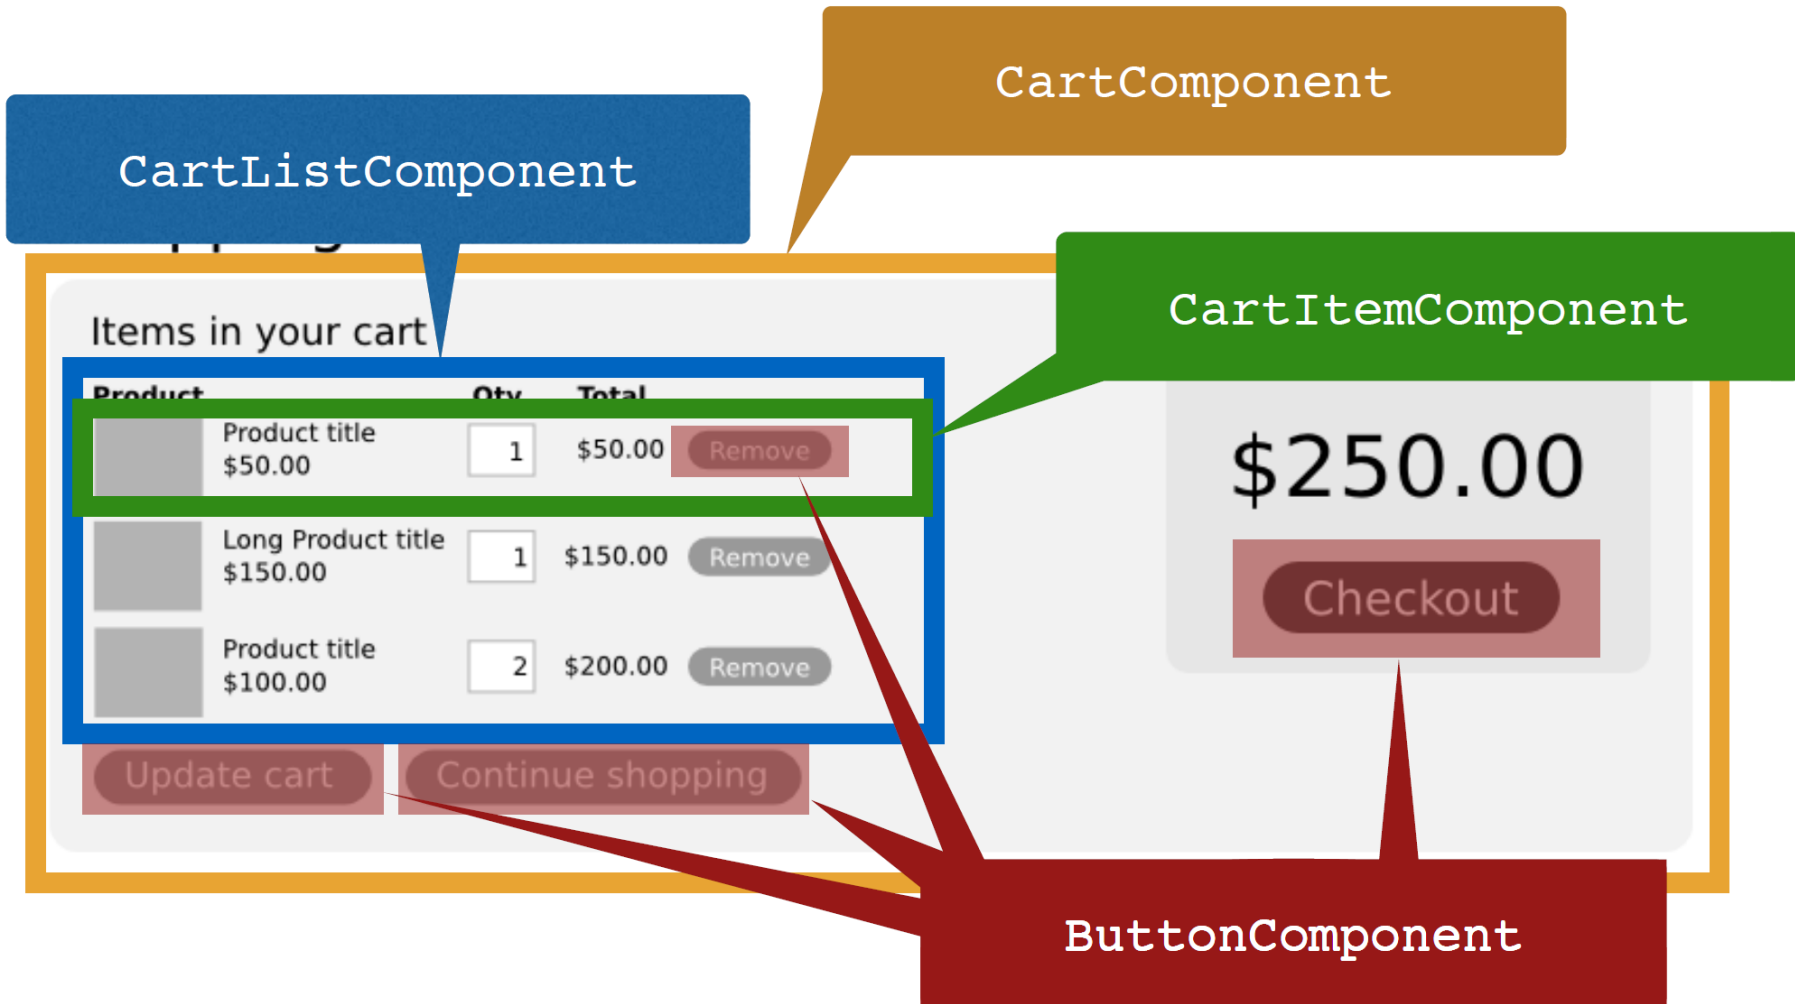 CartComponent
CartListComponent
CartItemComponent
Items in your cart
Product Qty Total
Product title
$50.00
1
$50.00
Remove
Long Product title
$150.00
1
$150.00
Remove
Product title
$100.00
2
$200.00
Remove
$250.00
Checkout
Update cart
Continue shopping
ButtonComponent